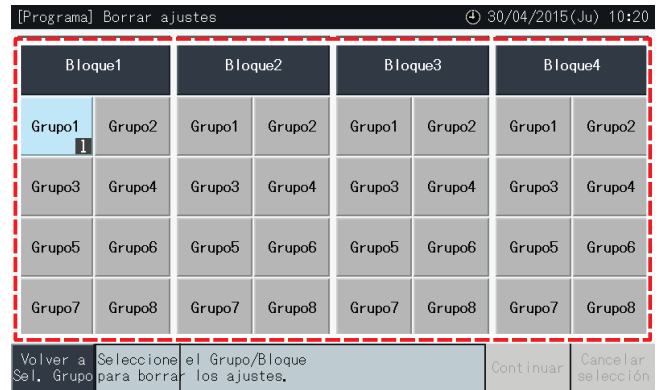 [Programa] Borrar ajustes 30/04/2015(Ju) 10:20
Bloque1 Bloque2 Bloque3 Bloque4
Grupo1 Grupo2 Grupo1 Grupo2 Grupo1 Grupo2 Grupo1 Grupo2
1
Grupo3 Grupo4 Grupo3 Grupo4 Grupo3 Grupo4 Grupo3 Grupo4
Grupo5 Grupo6 Grupo5 Grupo6 Grupo5 Grupo6 Grupo5 Grupo6
Grupo7 Grupo8 Grupo7 Grupo8 Grupo7 Grupo8 Grupo7 Grupo8
Volver a
Sel. Grupo
Seleccione el Grupo/Bloque
para borrar los ajustes.
Continuar
Cancelar
selección